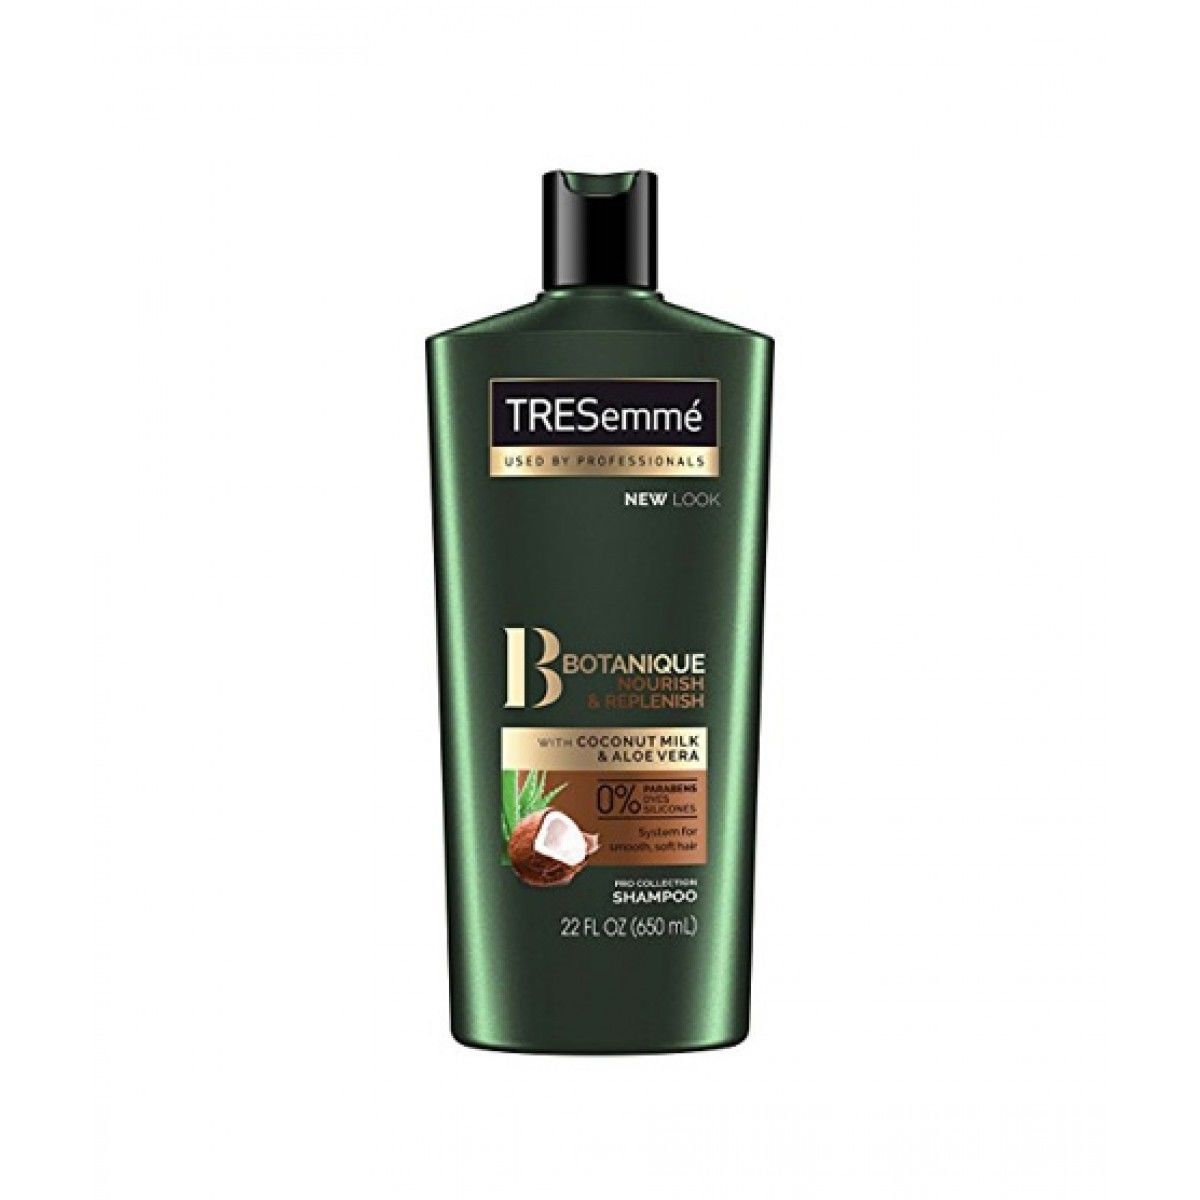 TRESemmé
USED BY PROFESSIONALS
NEW LOOK
B BOTANIQUE
NOURISH
& REPLENISH
WITH COCONUT MILK
& ALOE VERA
0% PARABENS
DYES
SILICONES
System for
smooth, soft hair
PRO COLLECTION
SHAMPOO
22 FL OZ (650 mL)